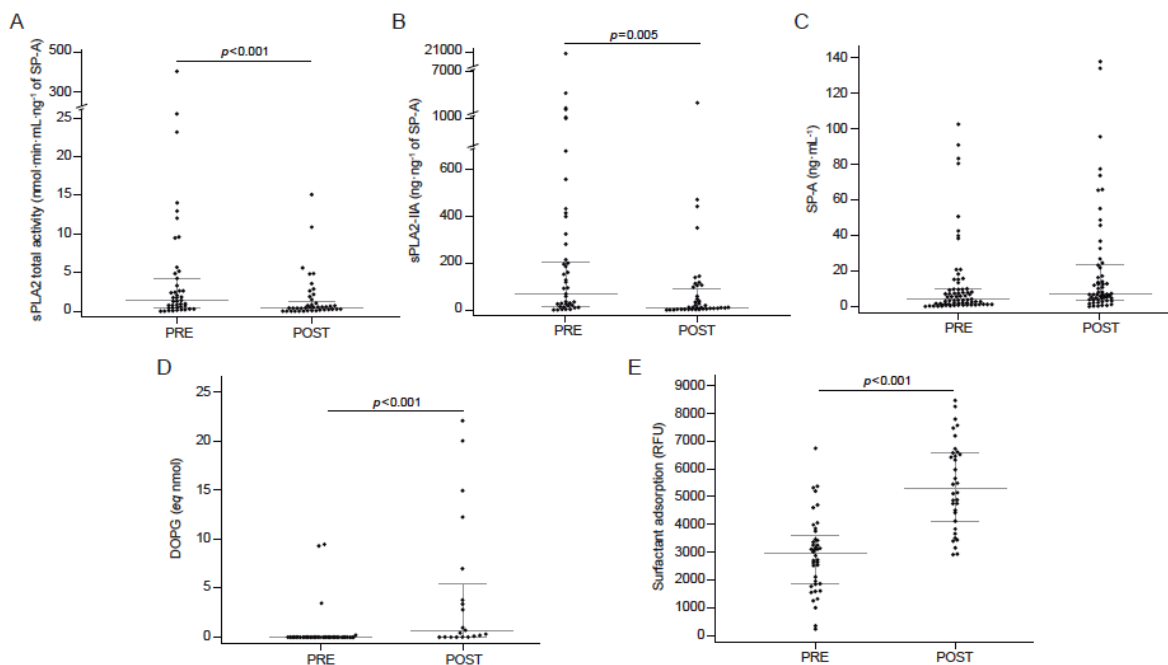 A
p<0.001
sPLA2 total activity (nmol·min·mL·ng⁻¹ of SP-A)
500
300
25
20
15
10
5
0
PRE
POST
B
p=0.005
sPLA2-IIA (ng·ng⁻¹ of SP-A)
21000
7000
1000
600
400
200
0
PRE
POST
C
SP-A (ng·mL⁻¹)
140
120
100
80
60
40
20
0
PRE
POST
D
p<0.001
DOPG (eq nmol)
25
20
15
10
5
0
PRE
POST
E
p<0.001
Surfactant adsorption (RFU)
9000
8000
7000
6000
5000
4000
3000
2000
1000
0
PRE
POST